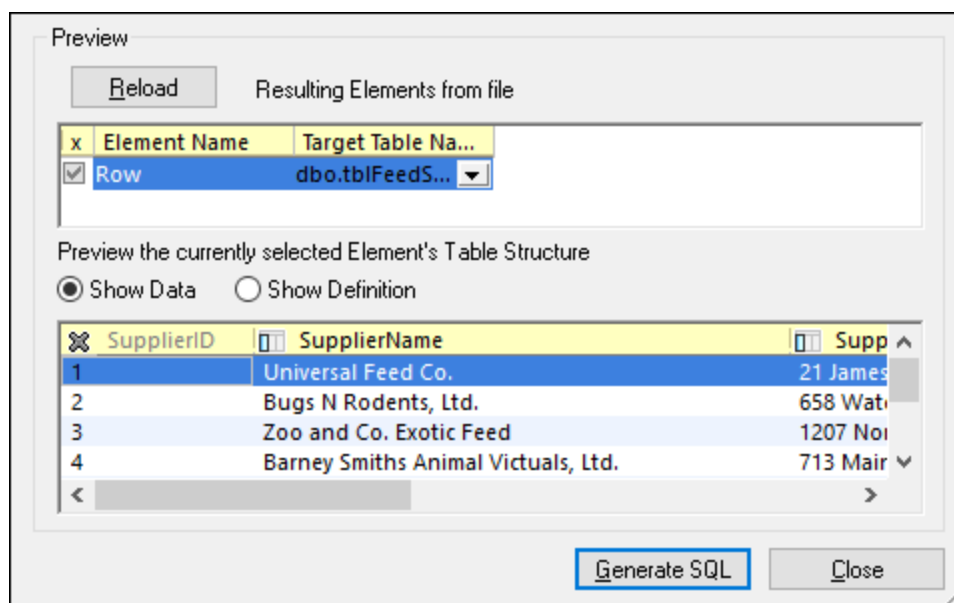 Preview
Reload Resulting Elements from file
x Element Name Target Table Na...
Row dbo.tblFeedS...
Preview the currently selected Element's Table Structure
Show Data Show Definition
SupplierID SupplierName Supp
1 Universal Feed Co. 21 James
2 Bugs N Rodents, Ltd. 658 Wat
3 Zoo and Co. Exotic Feed 1207 Nor
4 Barney Smiths Animal Victuals, Ltd. 713 Mair
Generate SQL Close